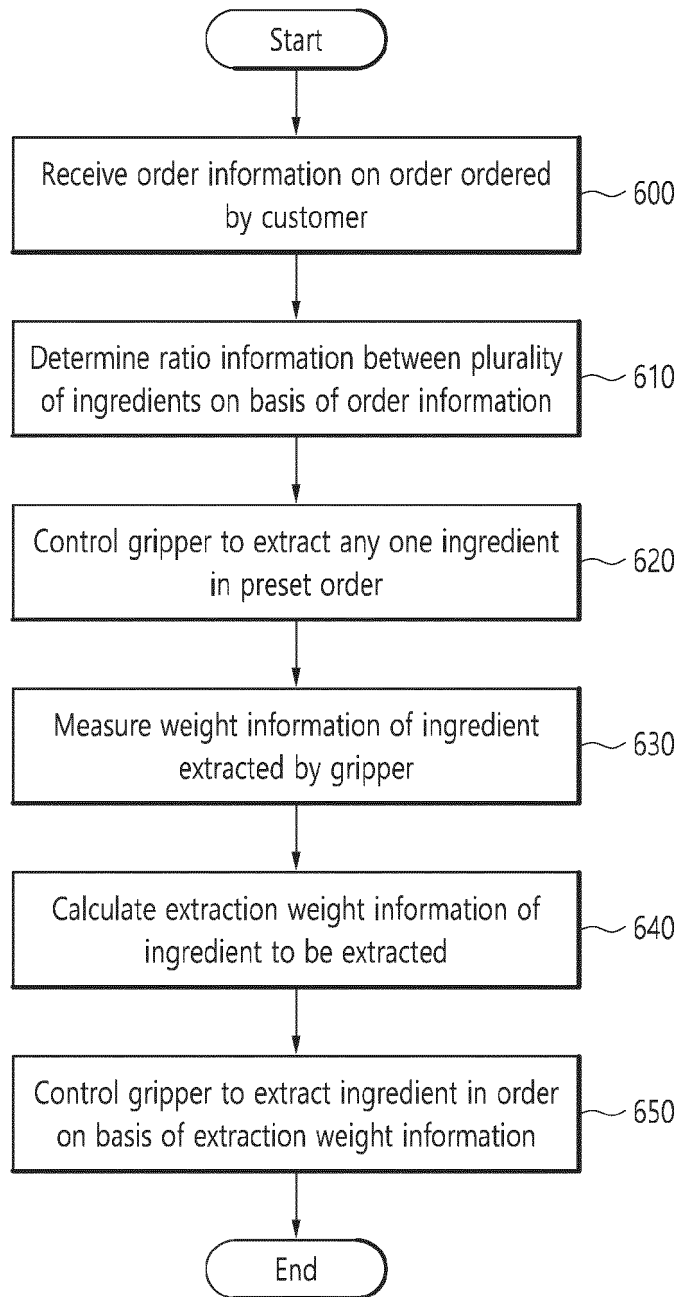 Start
Receive order information on order ordered
by customer
600
Determine ratio information between plurality
of ingredients on basis of order information
610
Control gripper to extract any one ingredient
in preset order
620
Measure weight information of ingredient
extracted by gripper
630
Calculate extraction weight information of
ingredient to be extracted
640
Control gripper to extract ingredient in order
on basis of extraction weight information
650
End